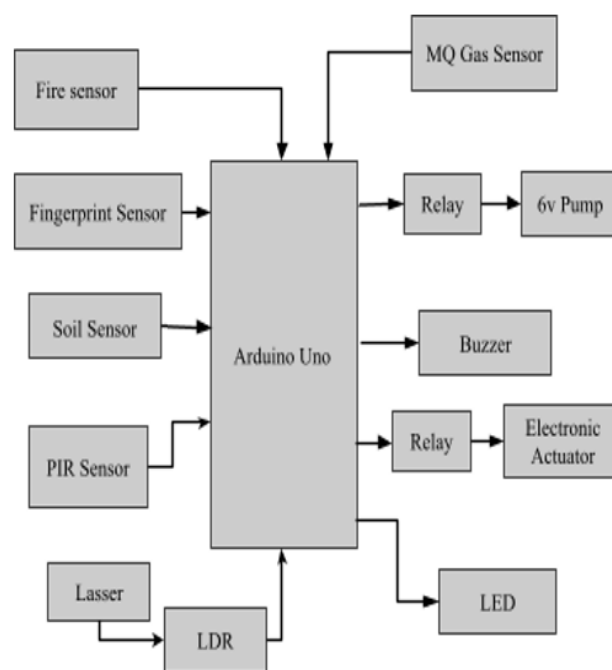 MQ Gas Sensor
Fire sensor
Fingerprint Sensor
Relay
6v Pump
Soil Sensor
Arduino Uno
Buzzer
PIR Sensor
Relay
Electronic
Actuator
Lasser
LDR
LED